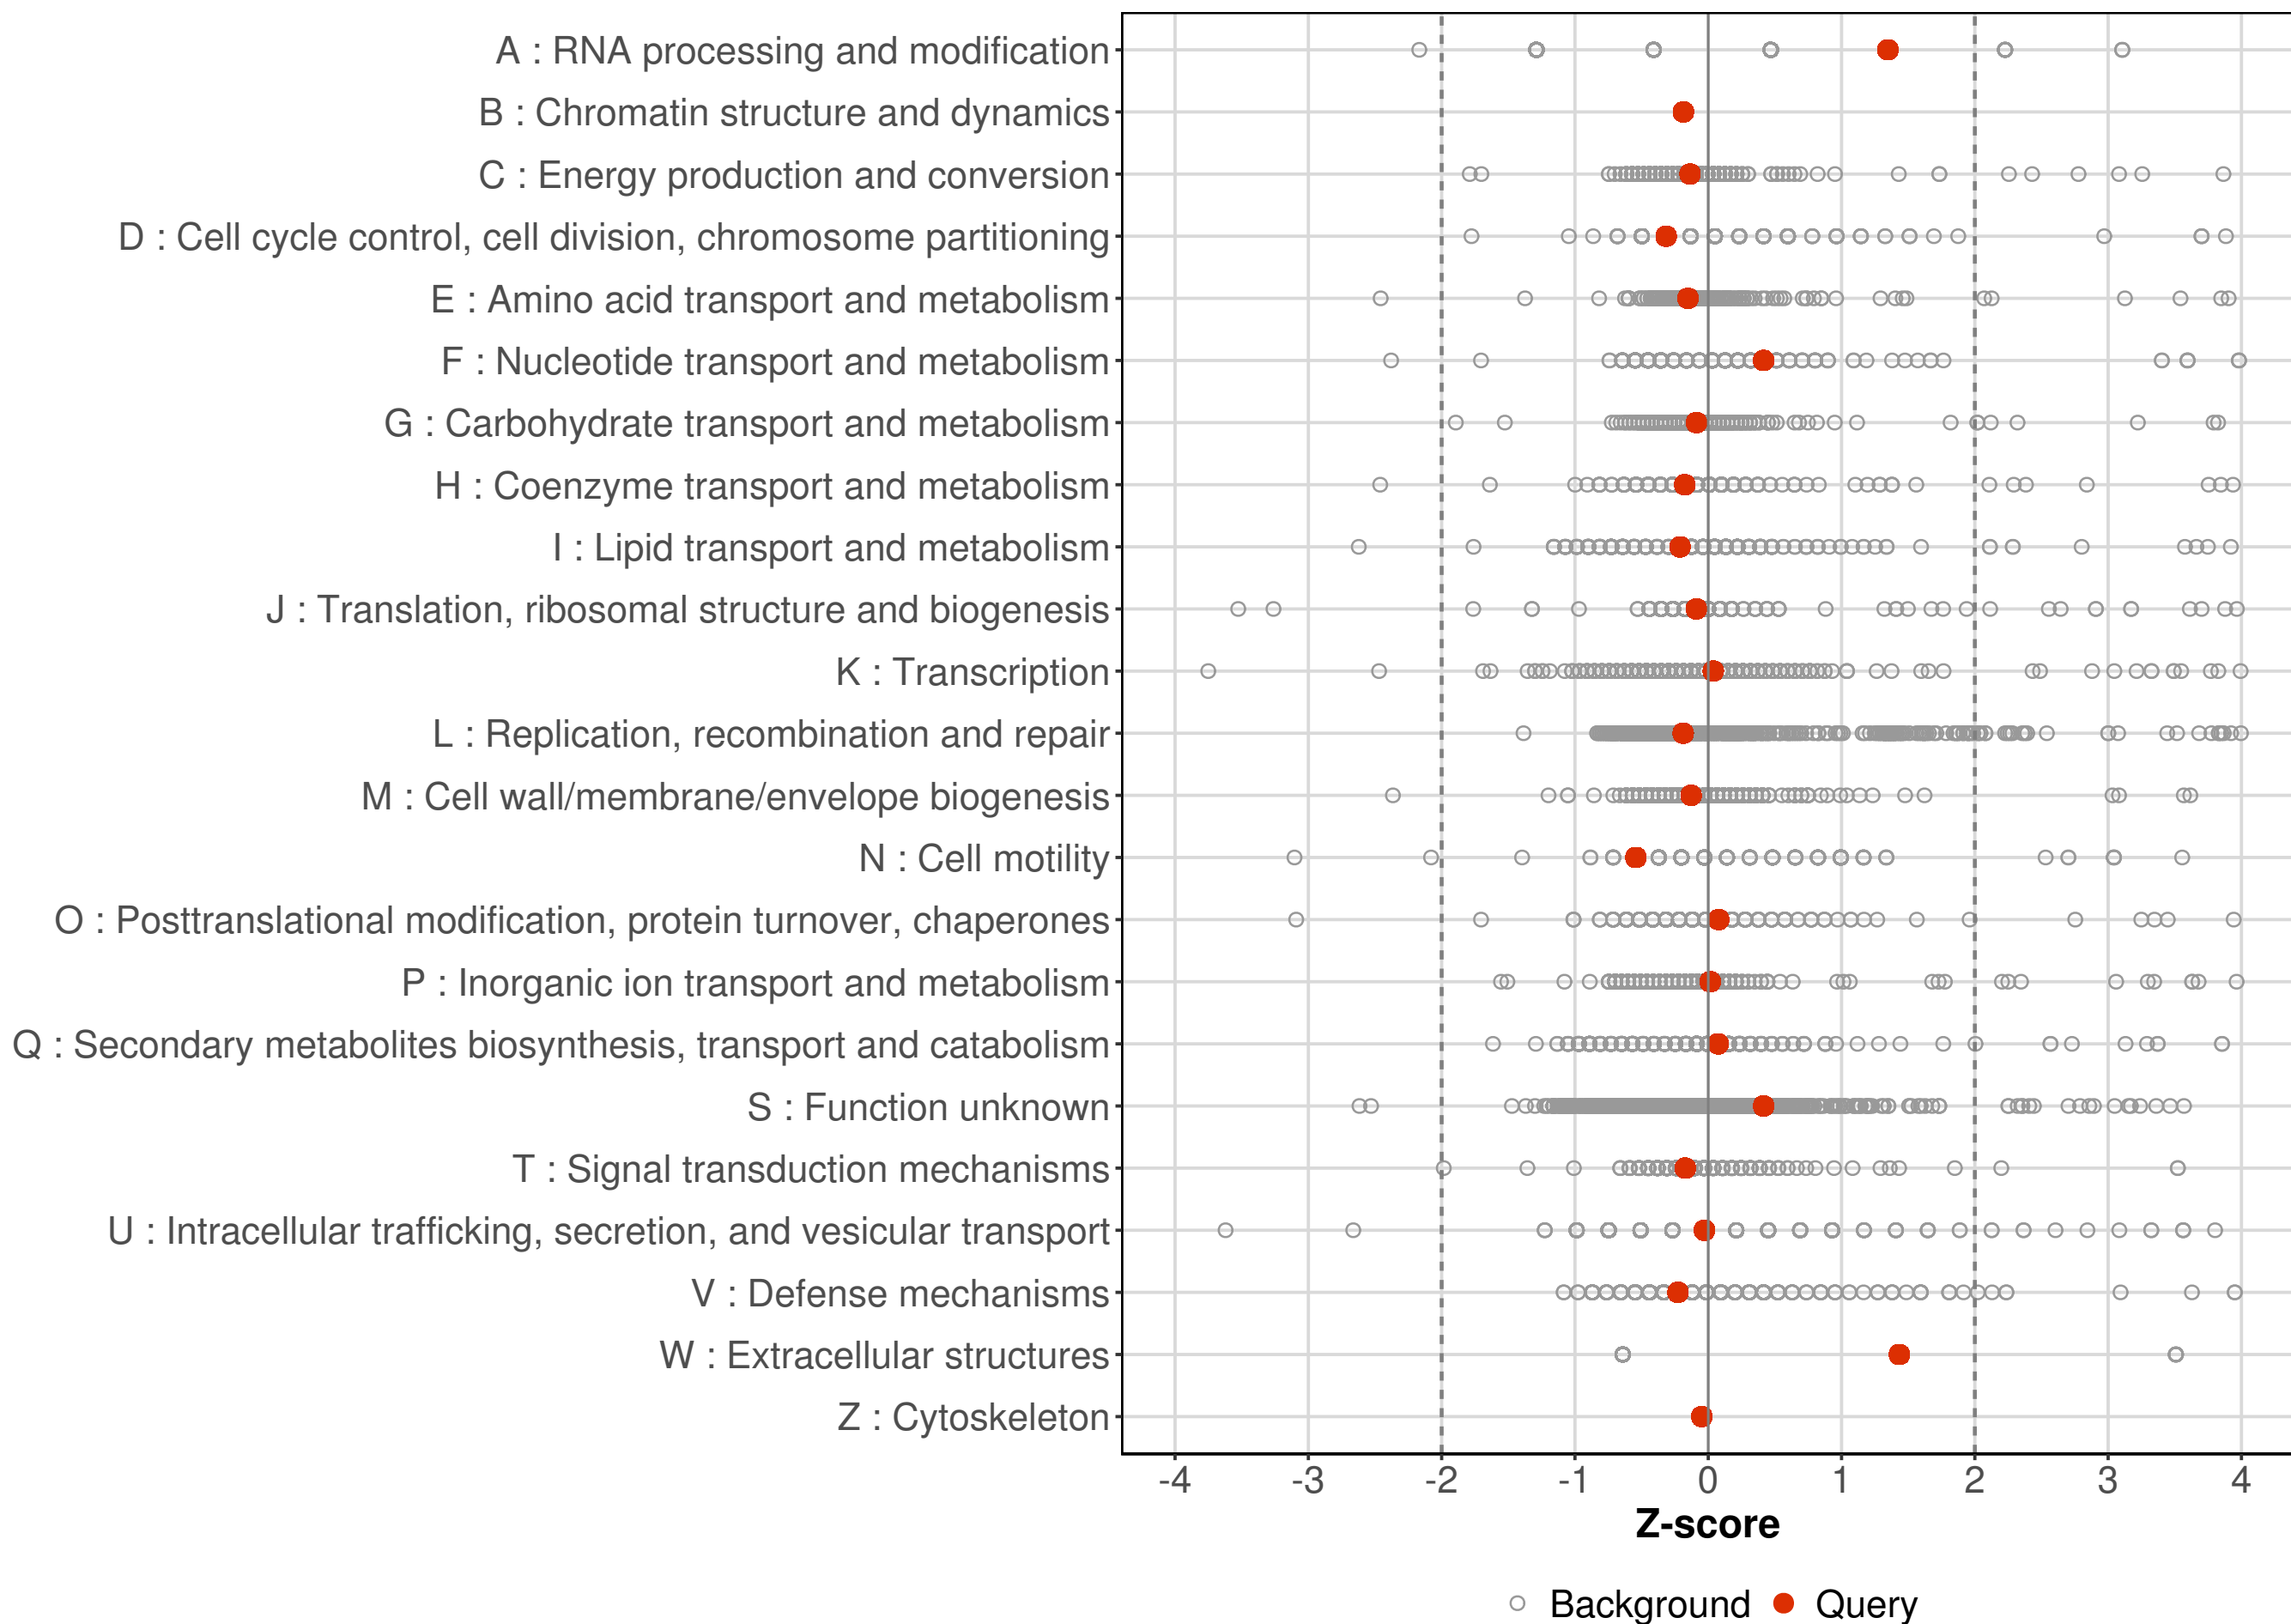 A : RNA processing and modification
B : Chromatin structure and dynamics
C : Energy production and conversion
D : Cell cycle control, cell division, chromosome partitioning
E : Amino acid transport and metabolism
F : Nucleotide transport and metabolism
G : Carbohydrate transport and metabolism
H : Coenzyme transport and metabolism
I : Lipid transport and metabolism
J : Translation, ribosomal structure and biogenesis
K : Transcription
L : Replication, recombination and repair
M : Cell wall/membrane/envelope biogenesis
N : Cell motility
O : Posttranslational modification, protein turnover, chaperones
P : Inorganic ion transport and metabolism
Q : Secondary metabolites biosynthesis, transport and catabolism
S : Function unknown
T : Signal transduction mechanisms
U : Intracellular trafficking, secretion, and vesicular transport
V : Defense mechanisms
W : Extracellular structures
Z : Cytoskeleton
-4 -3 -2 -1 0 1 2 3 4
Z-score
Background Query